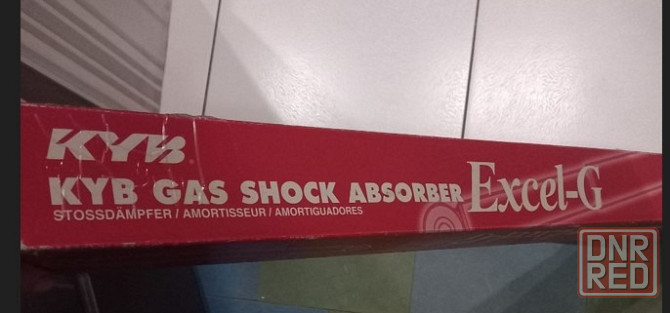 KYB
KYB GAS SHOCK ABSORBER Excel-G
STOSSDÄMPFER / AMORTISSEUR / AMORTIGUADORES
DNR
RED